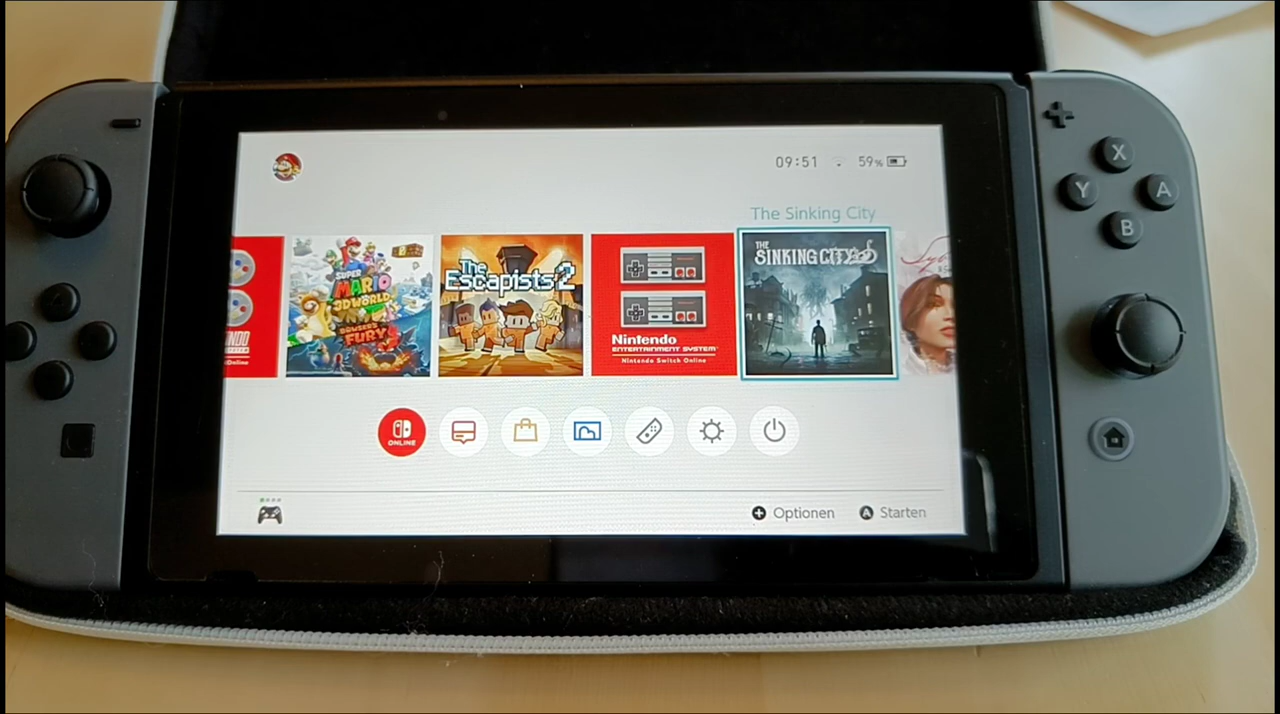 09:51 59%
The Sinking City
SUPER
MARIO
3D WORLD
BOWSER'S
FURY
The
Escapists 2
Nintendo
ENTERTAINMENT SYSTEM
Nintendo Switch Online
THE
SINKING CITY
ONLINE
Optionen
A Starten
X
Y
A
B